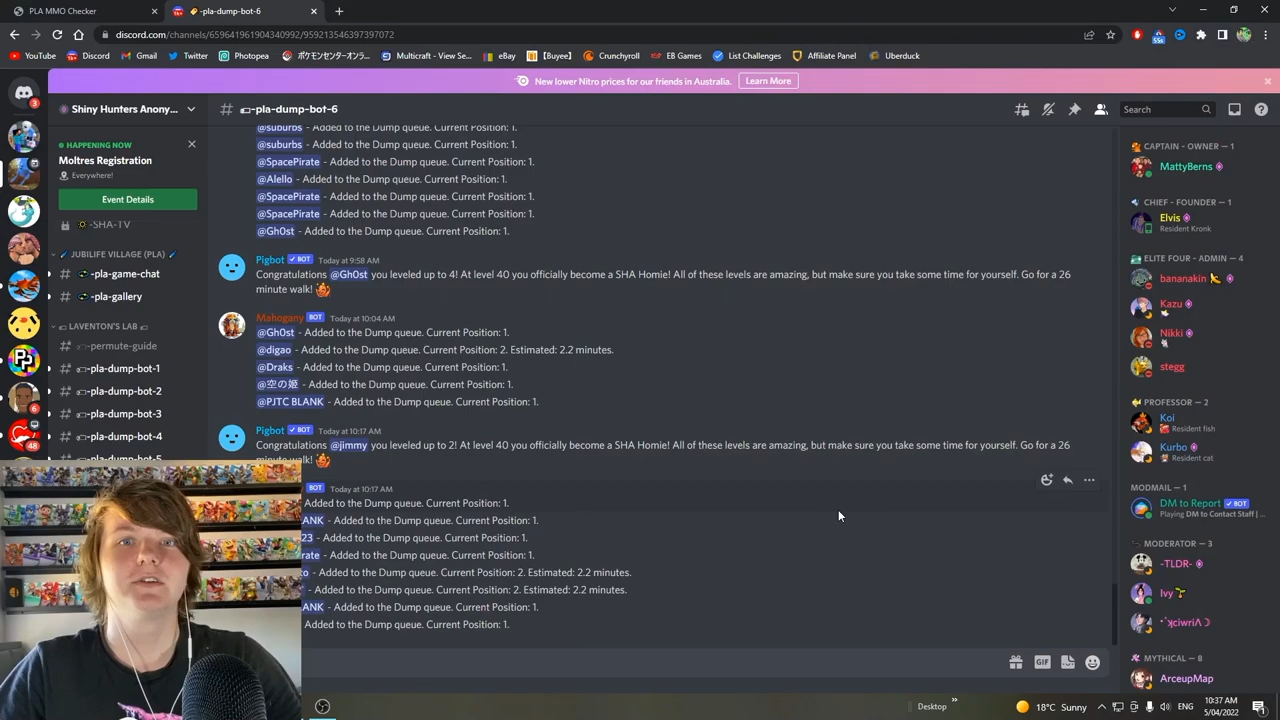 PLA MMO Checker
-pla-dump-bot-6
discord.com/channels/659641961904340992/959213546397397072
YouTube
Discord
Gmail
Twitter
Photopea
ポケモンセンターオンラ...
Multicraft - View Se...
eBay
[Buyee]
Crunchyroll
EB Games
List Challenges
Affiliate Panel
Uberduck
New lower Nitro prices for our friends in Australia.
Learn More
Shiny Hunters Anony...
-pla-dump-bot-6
Search
HAPPENING NOW
Moltres Registration
Everywhere!
Event Details
-SHA-TV
JUBILIFE VILLAGE (PLA)
-pla-game-chat
-pla-gallery
LAVENTON'S LAB
-permute-guide
-pla-dump-bot-1
-pla-dump-bot-2
-pla-dump-bot-3
-pla-dump-bot-4
-pla-dump-bot-5
3
6
48
@suburbs - Added to the Dump queue. Current Position: 1.
@suburbs - Added to the Dump queue. Current Position: 1.
@SpacePirate - Added to the Dump queue. Current Position: 1.
@Alello - Added to the Dump queue. Current Position: 1.
@SpacePirate - Added to the Dump queue. Current Position: 1.
@SpacePirate - Added to the Dump queue. Current Position: 1.
@Gh0st - Added to the Dump queue. Current Position: 1.
Pigbot BOT Today at 9:58 AM
Congratulations @Gh0st you leveled up to 4! At level 40 you officially become a SHA Homie! All of these levels are amazing, but make sure you take some time for yourself. Go for a 26
minute walk!
Mahogany BOT Today at 10:04 AM
@Gh0st - Added to the Dump queue. Current Position: 1.
@digao - Added to the Dump queue. Current Position: 2. Estimated: 2.2 minutes.
@Draks - Added to the Dump queue. Current Position: 1.
@空の姫 - Added to the Dump queue. Current Position: 1.
@PJTC BLANK - Added to the Dump queue. Current Position: 1.
Pigbot BOT Today at 10:17 AM
Congratulations @jimmy you leveled up to 2! At level 40 you officially become a SHA Homie! All of these levels are amazing, but make sure you take some time for yourself. Go for a 26
minute walk!
BOT Today at 10:17 AM
Added to the Dump queue. Current Position: 1.
ANK - Added to the Dump queue. Current Position: 1.
23 - Added to the Dump queue. Current Position: 1.
rate - Added to the Dump queue. Current Position: 1.
o - Added to the Dump queue. Current Position: 2. Estimated: 2.2 minutes.
- Added to the Dump queue. Current Position: 2. Estimated: 2.2 minutes.
ANK - Added to the Dump queue. Current Position: 1.
Added to the Dump queue. Current Position: 1.
GIF
CAPTAIN - OWNER — 1
MattyBerns
CHIEF - FOUNDER — 1
Elvis
Resident Kronk
ELITE FOUR - ADMIN — 4
bananakin
Kazu
Nikki
stegg
PROFESSOR — 2
Koi
Resident fish
Kurbo
Resident cat
MODMAIL — 1
DM to Report BOT
Playing DM to Contact Staff | ...
MODERATOR — 3
-TLDR-
Ivy
MYTHICAL — 8
ArceupMap
Desktop
18°C Sunny
ENG
10:37 AM
5/04/2022